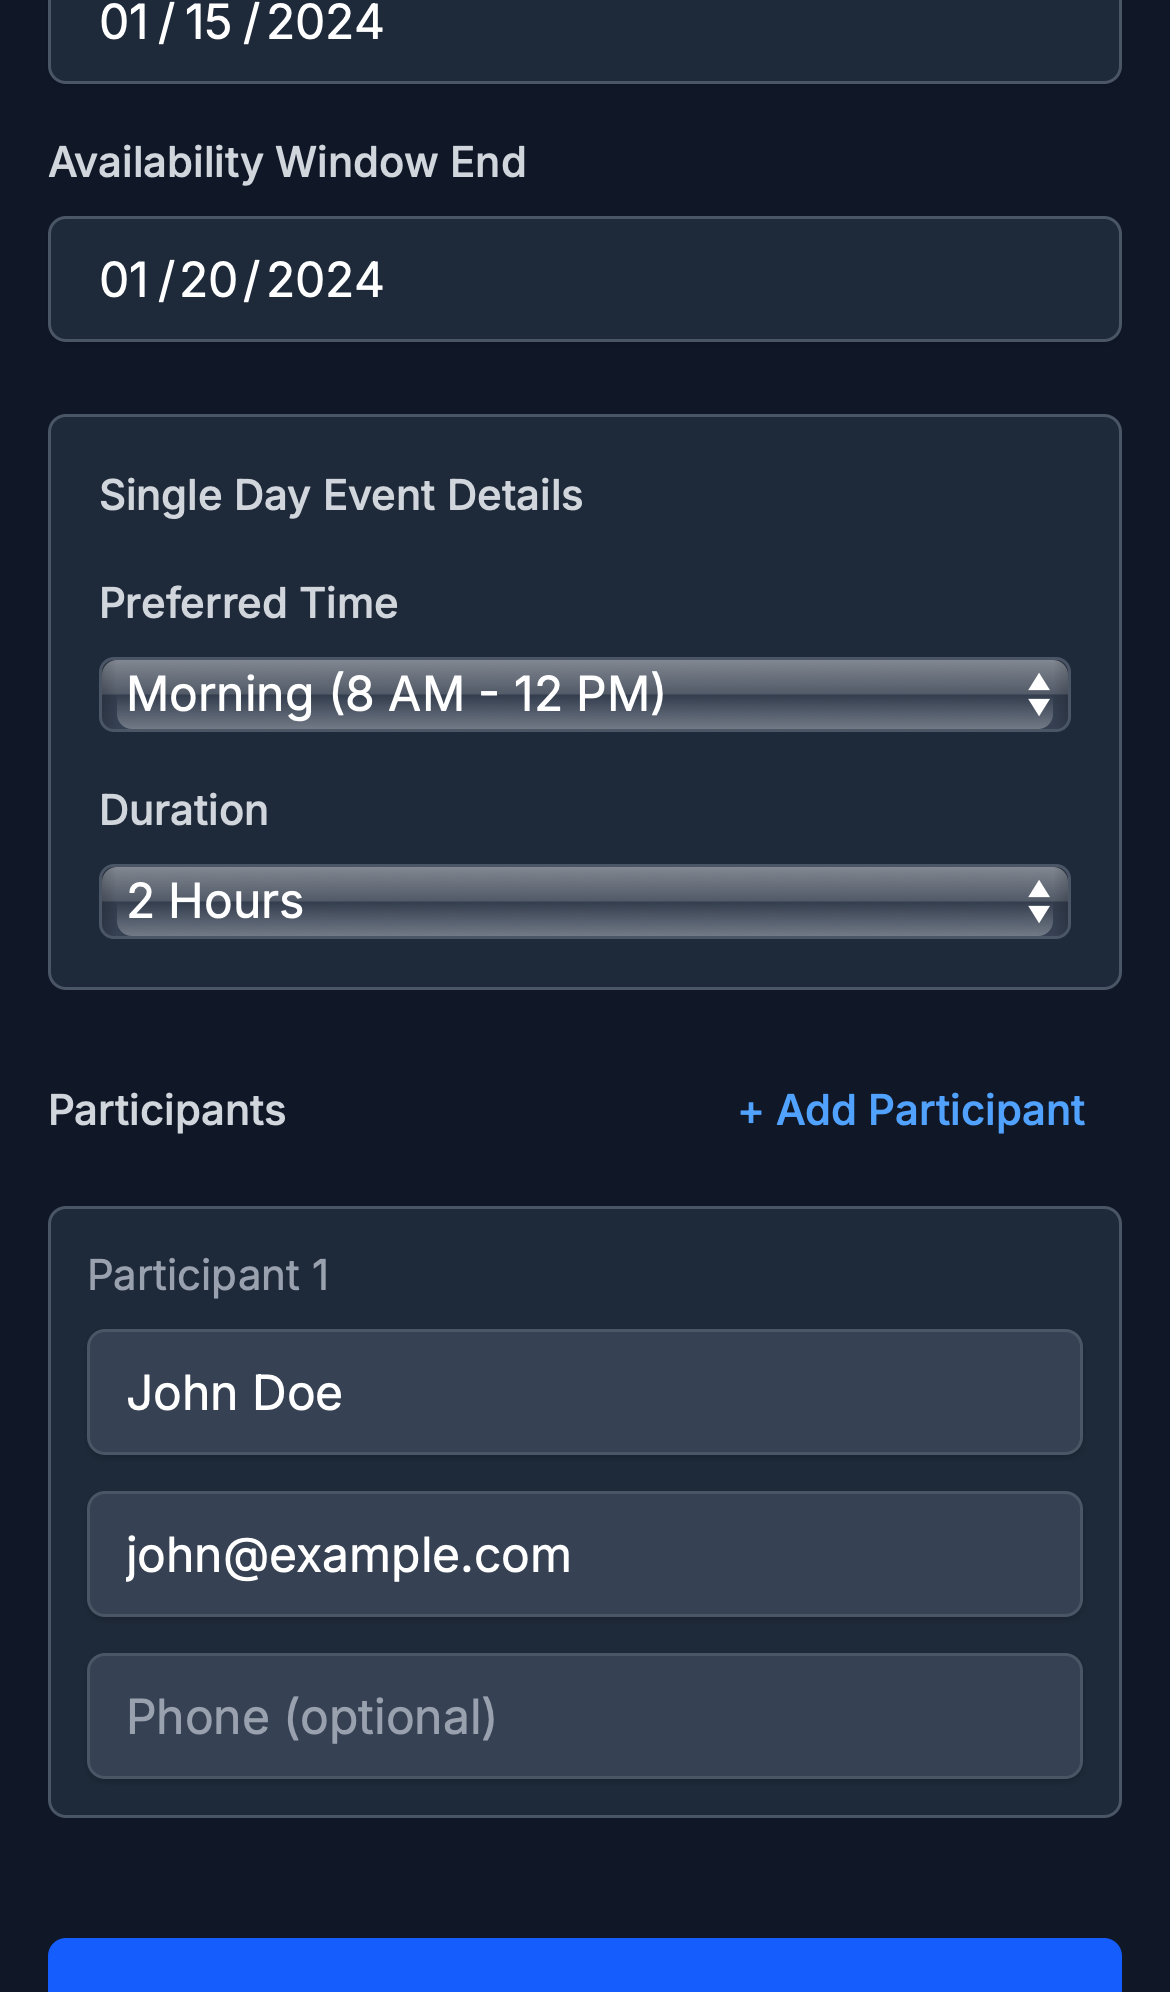 01/15/2024
Availability Window End
01/20/2024
Single Day Event Details
Preferred Time
Morning (8 AM - 12 PM)
Duration
2 Hours
Participants
+ Add Participant
Participant 1
John Doe
john@example.com
Phone (optional)